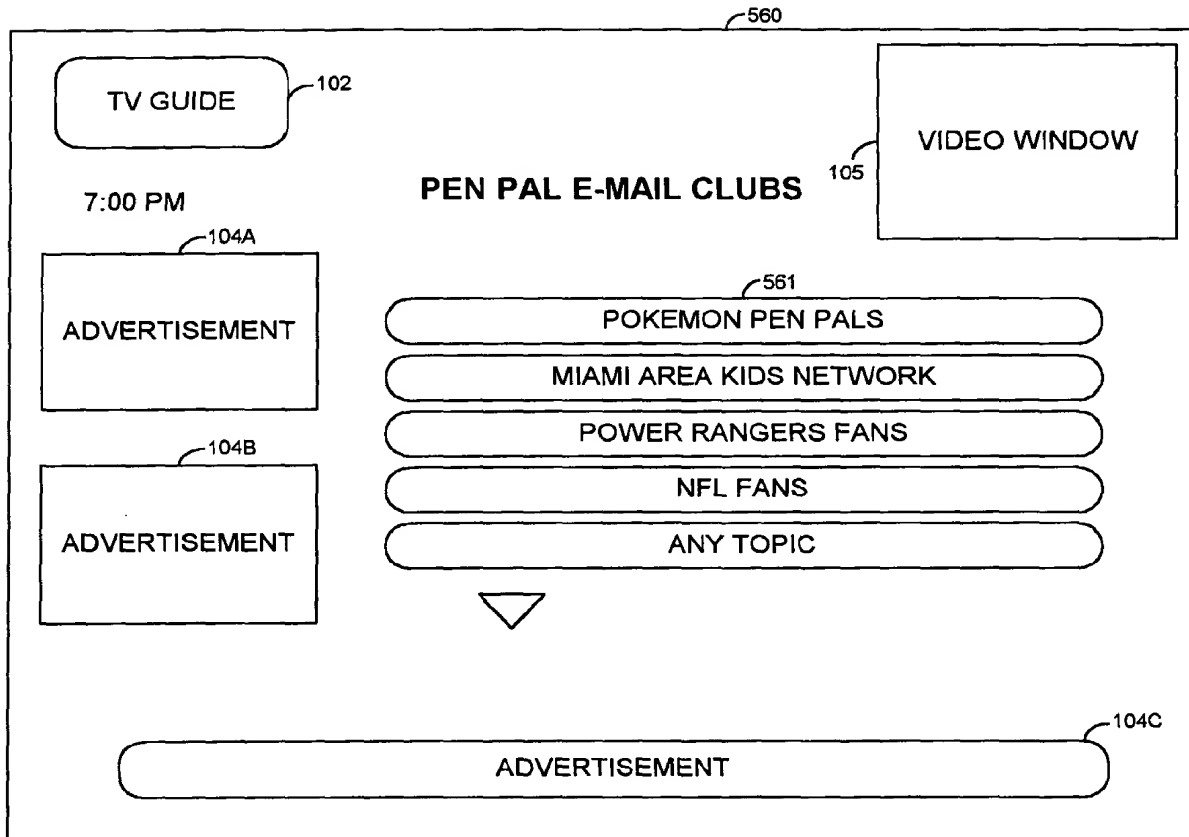 560
TV GUIDE
102
VIDEO WINDOW
105
PEN PAL E-MAIL CLUBS
7:00 PM
104A
ADVERTISEMENT
561
POKEMON PEN PALS
MIAMI AREA KIDS NETWORK
POWER RANGERS FANS
104B
ADVERTISEMENT
NFL FANS
ANY TOPIC
104C
ADVERTISEMENT